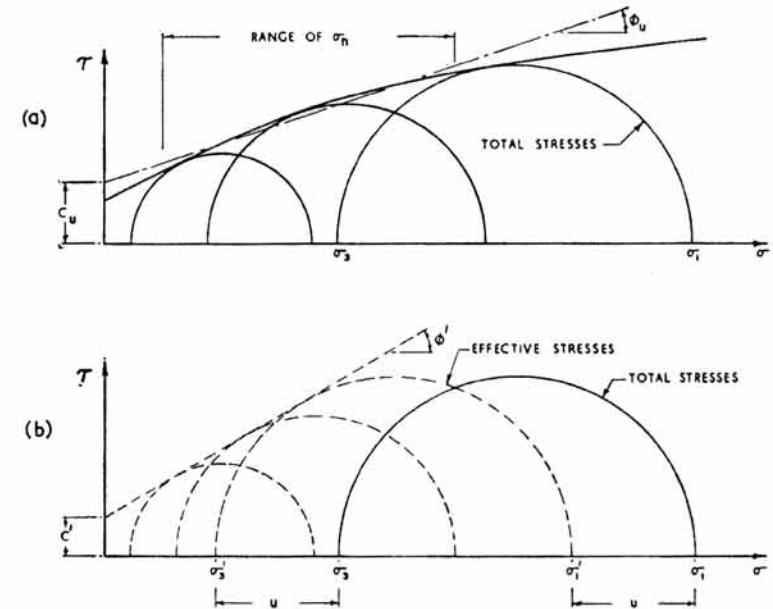 RANGE OF σn
ϕu
τ
(a)
TOTAL STRESSES
Cu
σ3
σ1
σ
ϕ'
EFFECTIVE STRESSES
TOTAL STRESSES
τ
(b)
C'
σ'3
σ3
σ'1
σ1
σ
u
u